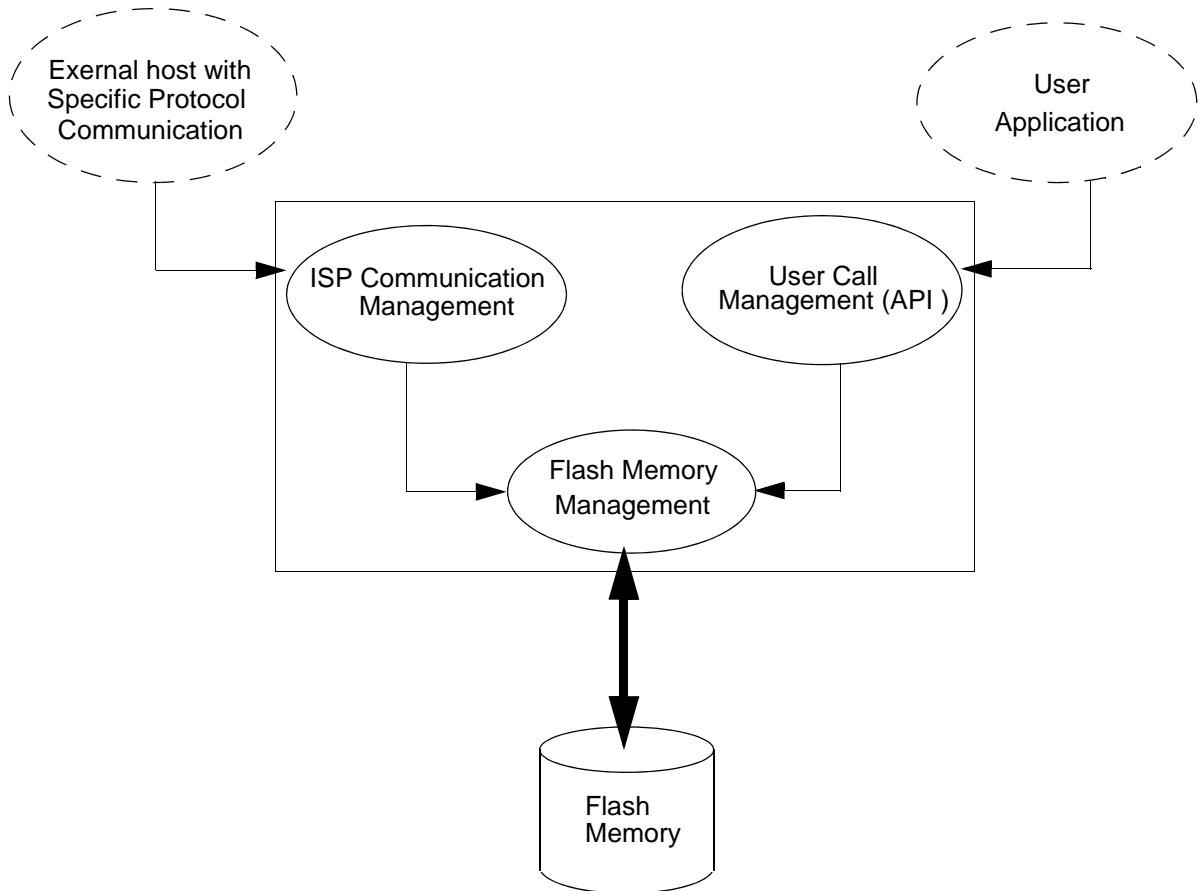 Exernal host with
Specific Protocol
Communication
User
Application
ISP Communication
Management
User Call
Management (API )
Flash Memory
Management
Flash
Memory